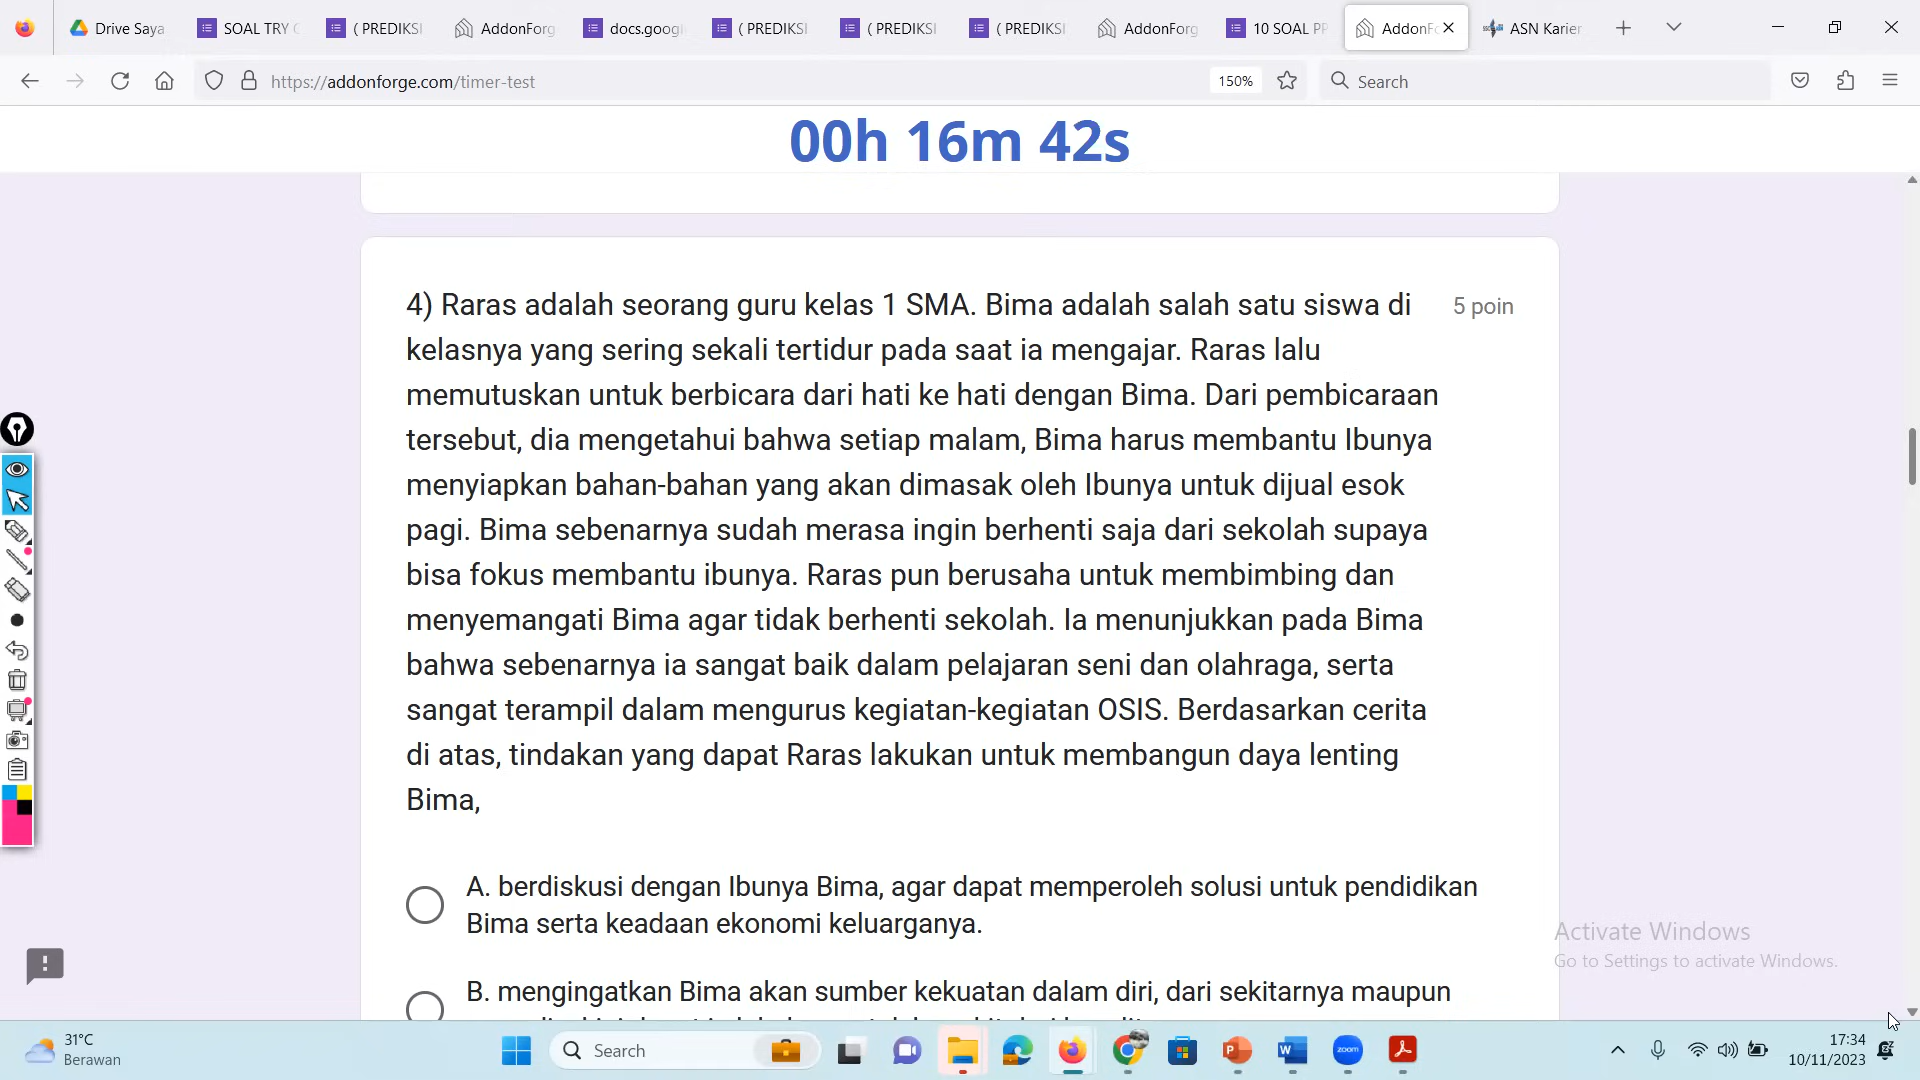 Drive Saya
SOAL TRY
( PREDIKSI
AddonForg
docs.googl
( PREDIKSI
( PREDIKSI
( PREDIKSI
AddonForg
10 SOAL PP
AddonFo
ASN Karier
https://addonforge.com/timer-test
150%
Search
00h 16m 42s
4) Raras adalah seorang guru kelas 1 SMA. Bima adalah salah satu siswa di
5 poin
kelasnya yang sering sekali tertidur pada saat ia mengajar. Raras lalu
memutuskan untuk berbicara dari hati ke hati dengan Bima. Dari pembicaraan
tersebut, dia mengetahui bahwa setiap malam, Bima harus membantu Ibunya
menyiapkan bahan-bahan yang akan dimasak oleh Ibunya untuk dijual esok
pagi. Bima sebenarnya sudah merasa ingin berhenti saja dari sekolah supaya
bisa fokus membantu ibunya. Raras pun berusaha untuk membimbing dan
menyemangati Bima agar tidak berhenti sekolah. Ia menunjukkan pada Bima
bahwa sebenarnya ia sangat baik dalam pelajaran seni dan olahraga, serta
sangat terampil dalam mengurus kegiatan-kegiatan OSIS. Berdasarkan cerita
di atas, tindakan yang dapat Raras lakukan untuk membangun daya lenting
Bima,
A. berdiskusi dengan Ibunya Bima, agar dapat memperoleh solusi untuk pendidikan
Bima serta keadaan ekonomi keluarganya.
B. mengingatkan Bima akan sumber kekuatan dalam diri, dari sekitarnya maupun
Activate Windows
Go to Settings to activate Windows.
31°C
Berawan
Search
zoom
17:34
10/11/2023